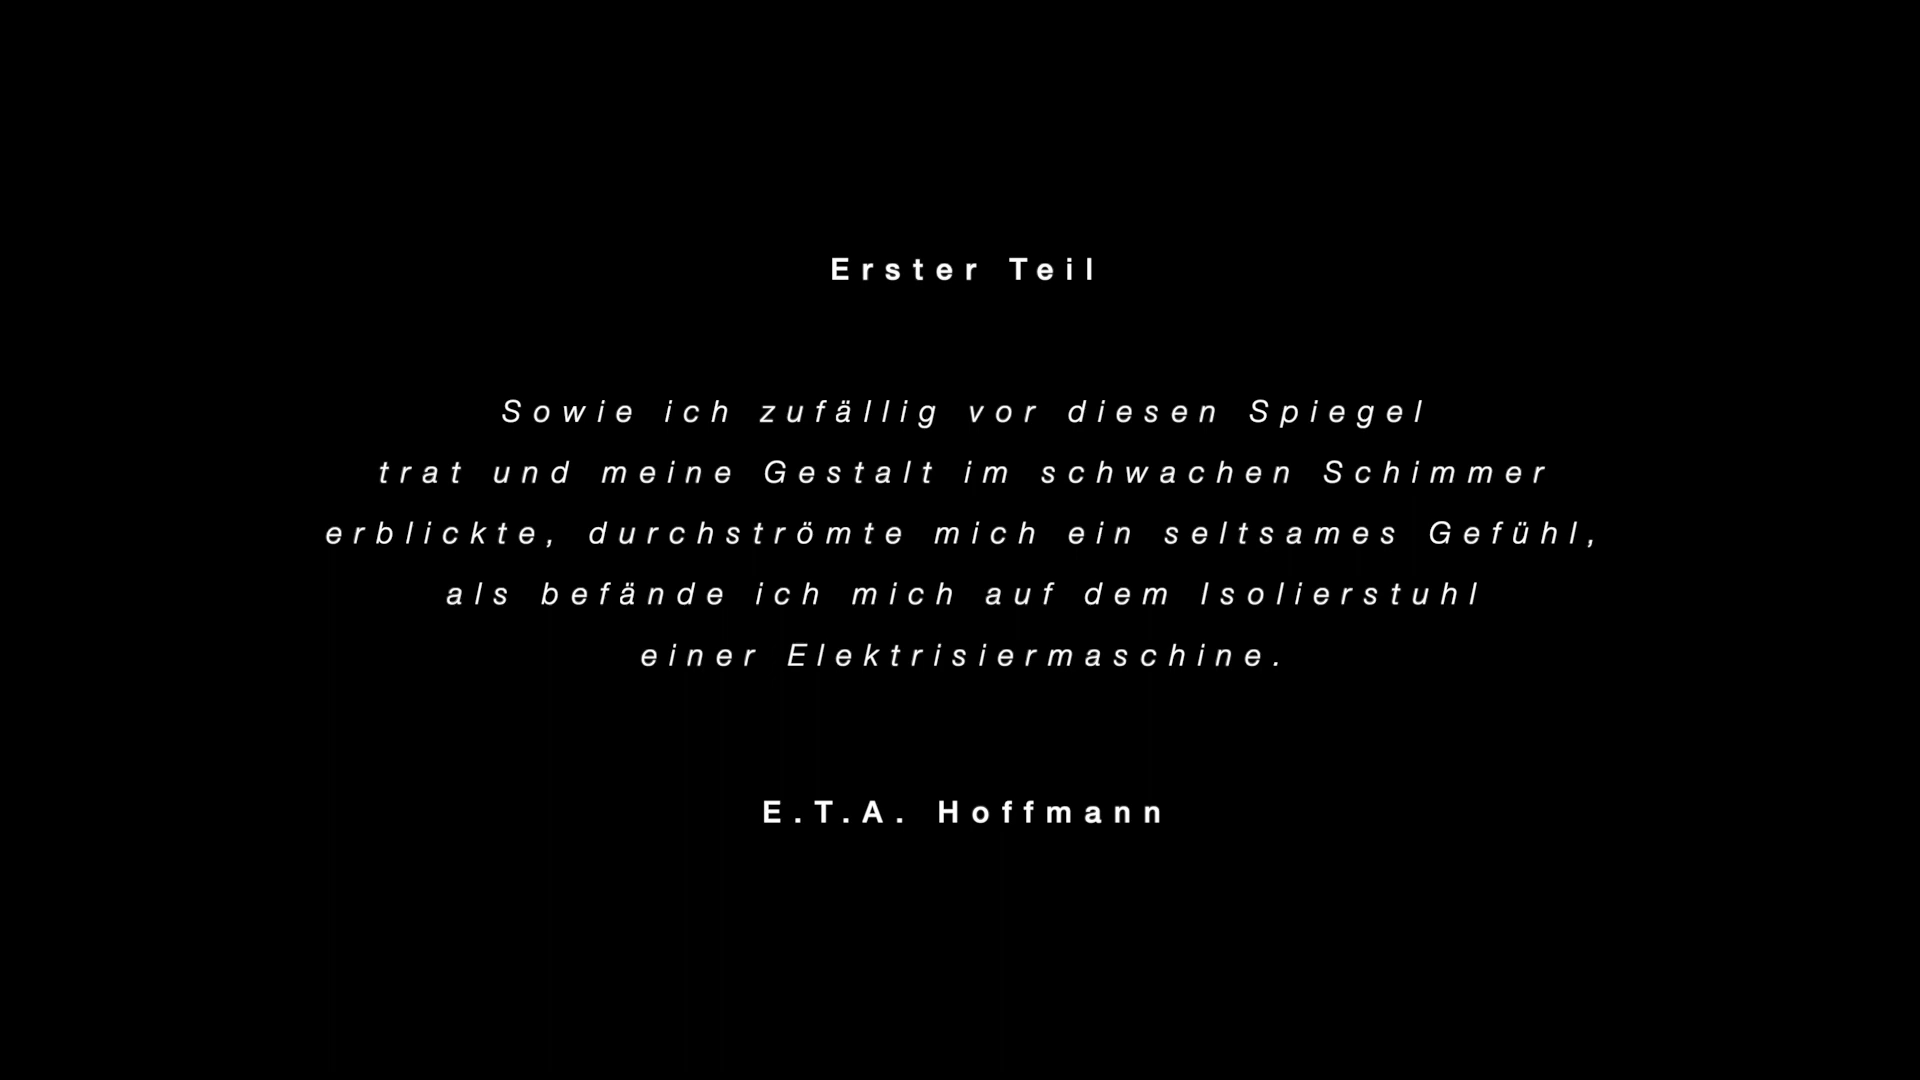 Erster Teil
Sowie ich zufällig vor diesen Spiegel
trat und meine Gestalt im schwachen Schimmer
erblickte, durchströmte mich ein seltsames Gefühl,
als befände ich mich auf dem Isolierstuhl
einer Elektrisiermaschine.
E.T.A. Hoffmann